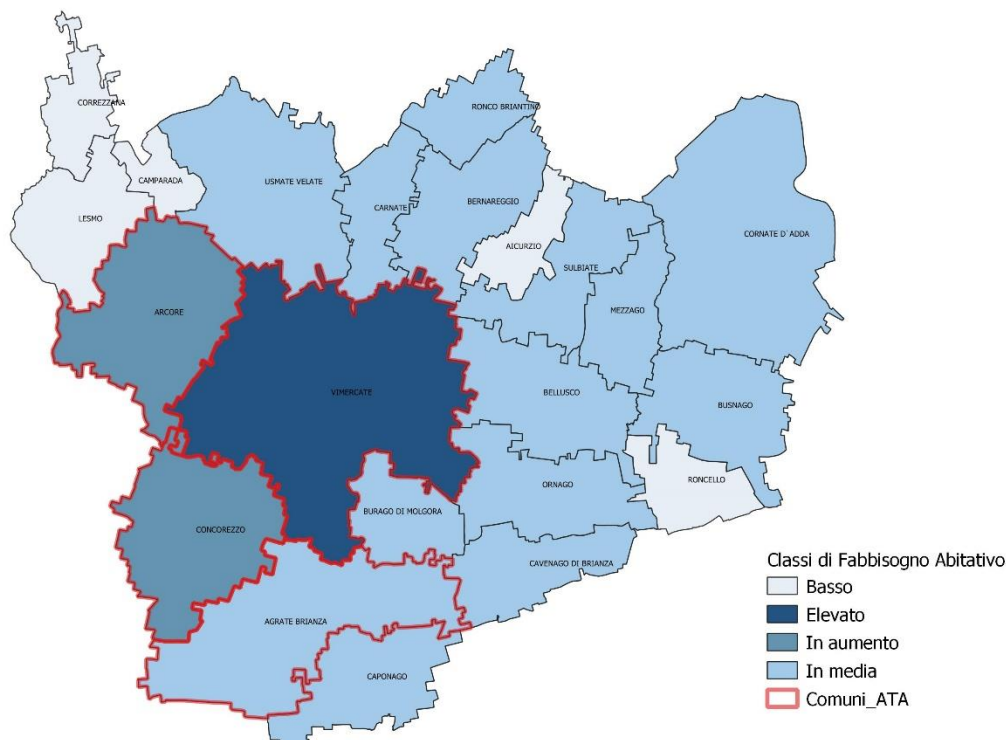 CORREZZANA
RONCO BRIANTINO
CAMPARADA
USMATE VELATE
CARNATE
BERNAREGGIO
LESMO
AICURZIO
CORNATE D`ADDA
SULBIATE
ARCORE
MEZZAGO
VIMERCATE
BELLUSCO
BUSNAGO
RONCELLO
ORNAGO
BURAGO DI MOLGORA
CONCOREZZO
CAVENAGO DI BRIANZA
AGRATE BRIANZA
CAPONAGO
Classi di Fabbisogno Abitativo
Basso
Elevato
In aumento
In media
Comuni_ATA